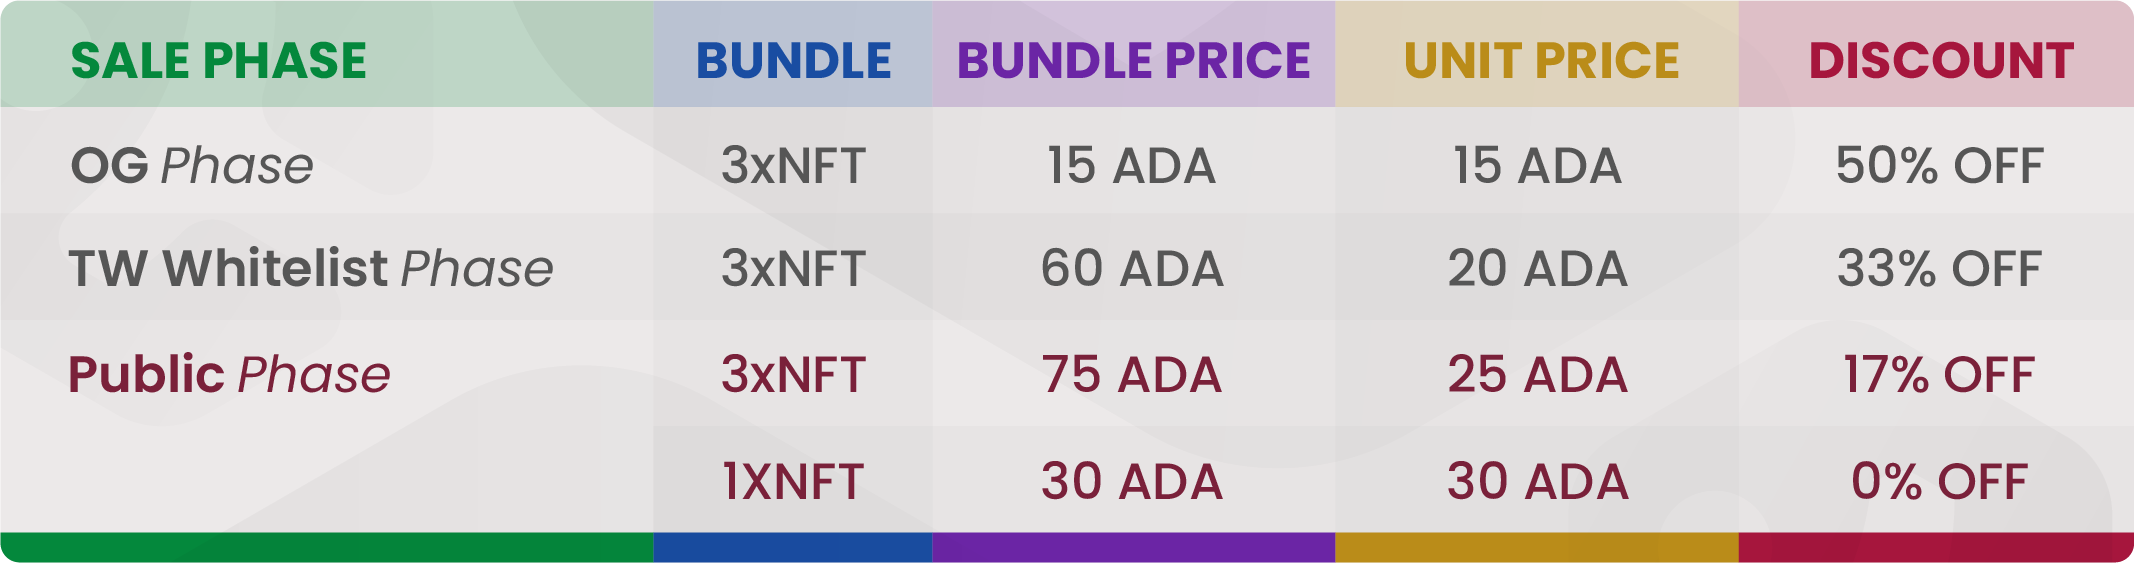 SALE PHASE BUNDLE BUNDLE PRICE UNIT PRICE DISCOUNT
OG Phase 3xNFT 15 ADA 15 ADA 50% OFF
TW Whitelist Phase 3xNFT 60 ADA 20 ADA 33% OFF
Public Phase 3xNFT 75 ADA 25 ADA 17% OFF
1XNFT 30 ADA 30 ADA 0% OFF